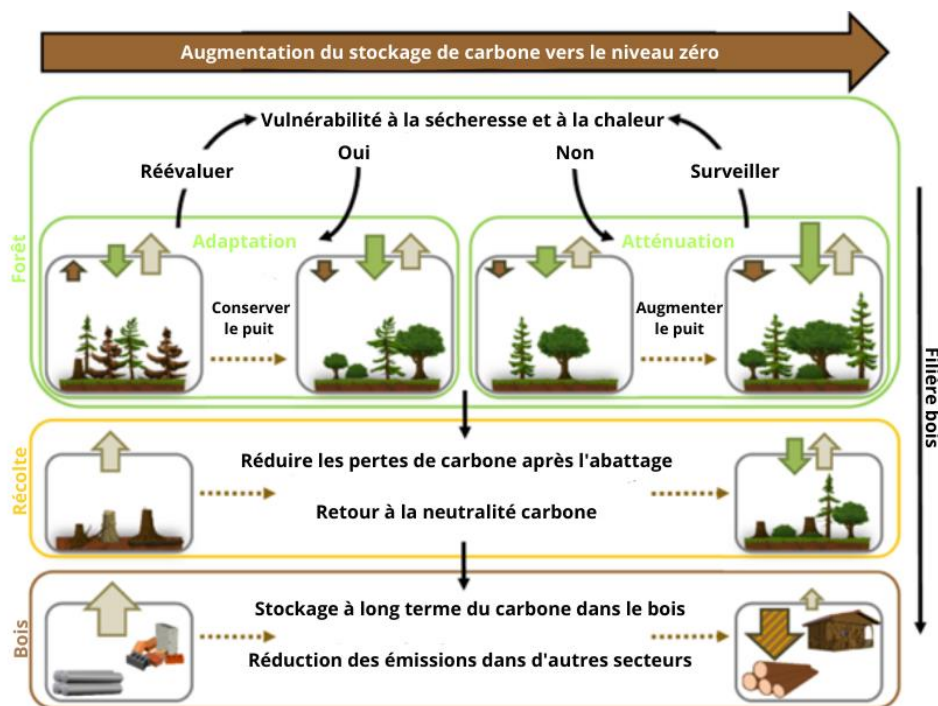 Augmentation du stockage de carbone vers le niveau zéro
Vulnérabilité à la sécheresse et à la chaleur
Oui
Non
Réévaluer
Surveiller
Forêt
Adaptation
Atténuation
Conserver
le puit
Augmenter
le puit
Filière bois
Récolte
Réduire les pertes de carbone après l'abattage
Retour à la neutralité carbone
Bois
Stockage à long terme du carbone dans le bois
Réduction des émissions dans d'autres secteurs